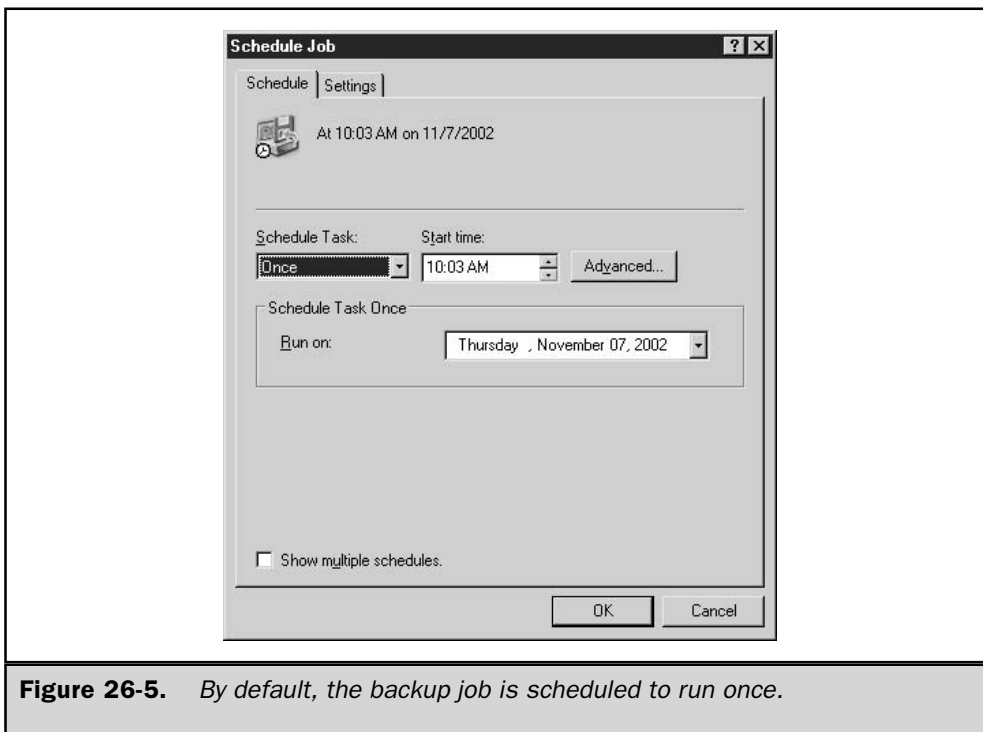 Schedule Job
Schedule Settings
At 10:03 AM on 11/7/2002
Schedule Task: Start time:
Once 10:03 AM Advanced...
Schedule Task Once
Run on: Thursday , November 07, 2002
Show multiple schedules.
OK Cancel
Figure 26-5. By default, the backup job is scheduled to run once.